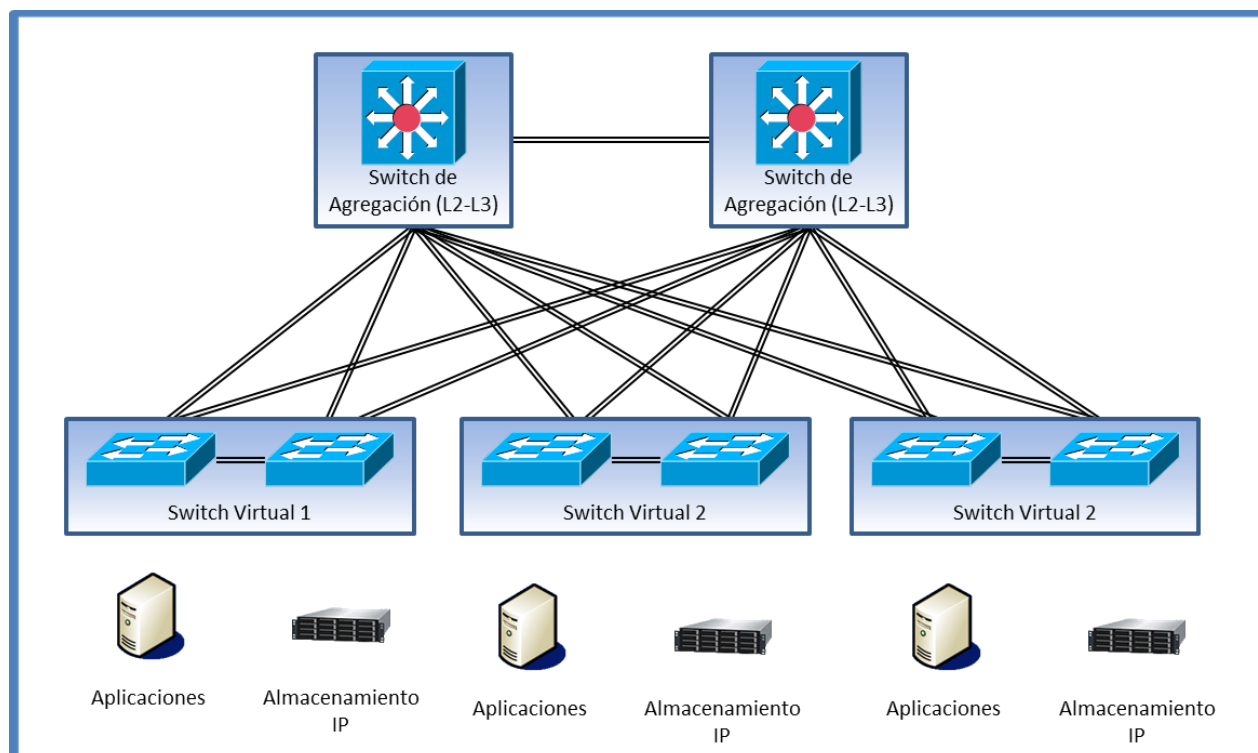 Switch de
Agregación (L2-L3)
Switch de
Agregación (L2-L3)
Switch Virtual 1
Switch Virtual 2
Switch Virtual 2
Aplicaciones
Almacenamiento
IP
Aplicaciones
Almacenamiento
IP
Aplicaciones
Almacenamiento
IP